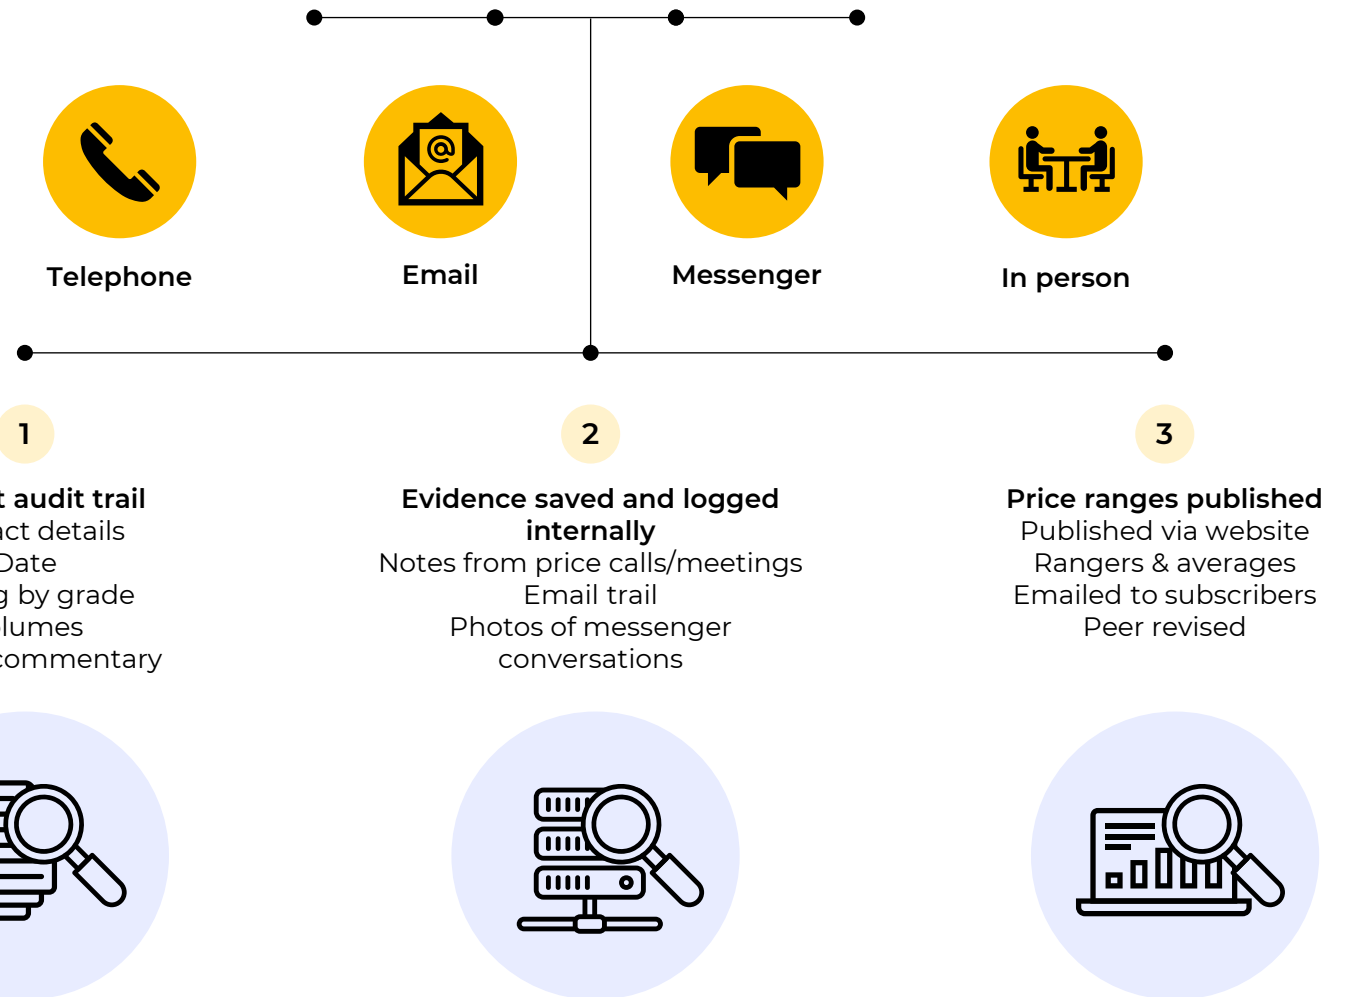 Telephone
Email
Messenger
In person
1
audit trail
details
Date
by grade
commentary
2
Evidence saved and logged
internally
Notes from price calls/meetings
Email trail
Photos of messenger
conversations
3
Price ranges published
Published via website
Rangers & averages
Emailed to subscribers
Peer revised